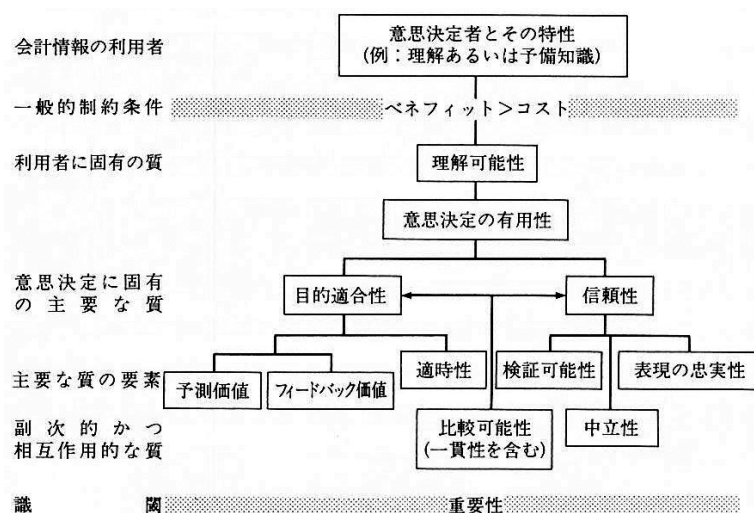 会計情報の利用者
意思決定者とその特性
(例：理解あるいは予備知識)
一般的制約条件
ベネフィット＞コスト
利用者に固有の質
理解可能性
意思決定の有用性
意思決定に固有
の主要な質
目的適合性
信頼性
主要な質の要素
予測価値
フィードバック価値
適時性
検証可能性
表現の忠実性
副次的かつ
相互作用的な質
比較可能性
(一貫性を含む)
中立性
識閾
重要性